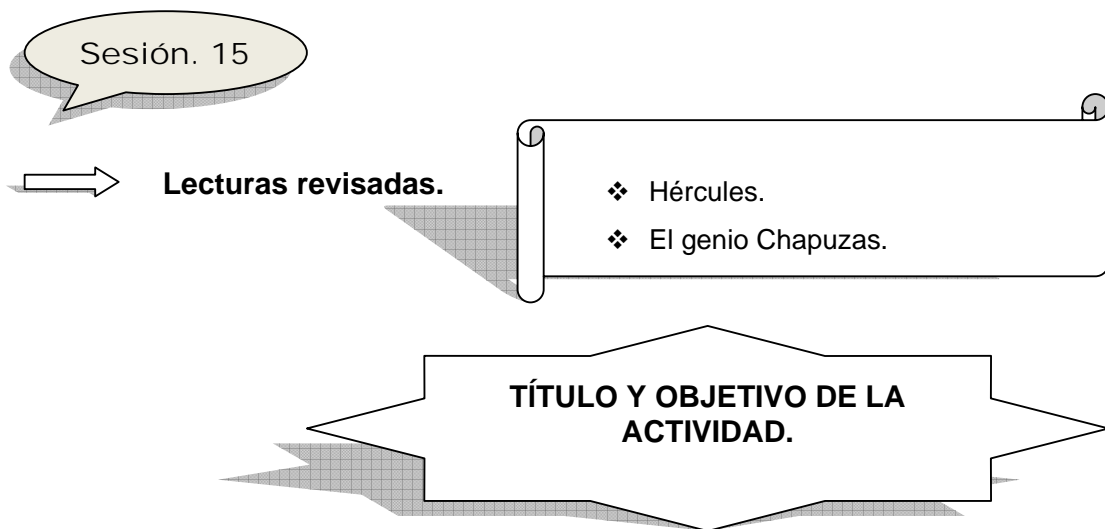 Sesión. 15
Lecturas revisadas.
❖ Hércules.
❖ El genio Chapuzas.
TÍTULO Y OBJETIVO DE LA
ACTIVIDAD.